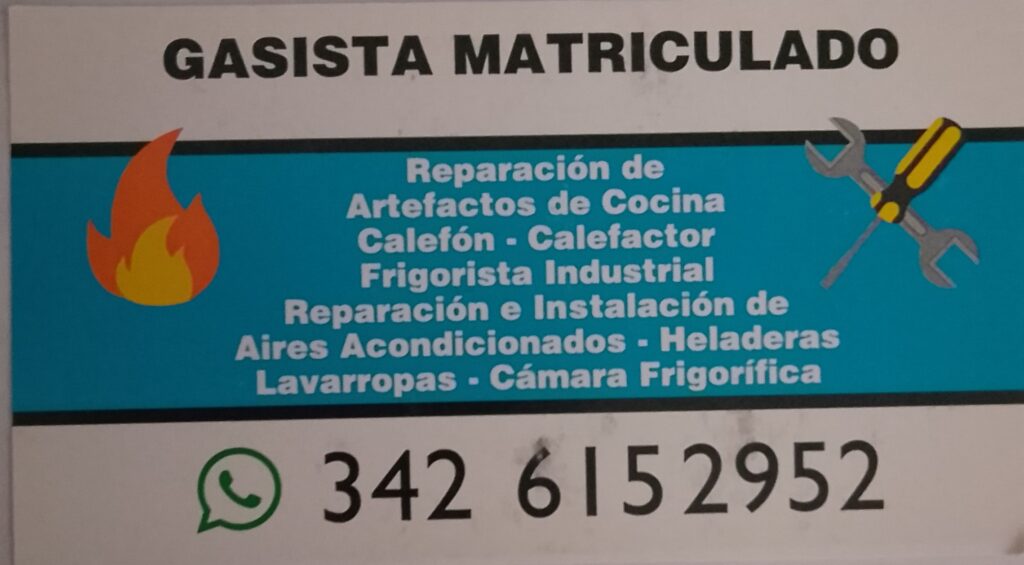 GASISTA MATRICULADO
Reparación de
Artefactos de Cocina
Calefón - Calefactor
Frigorista Industrial
Reparación e Instalación de
Aires Acondicionados - Heladeras
Lavarropas - Cámara Frigorífica
342 6152952